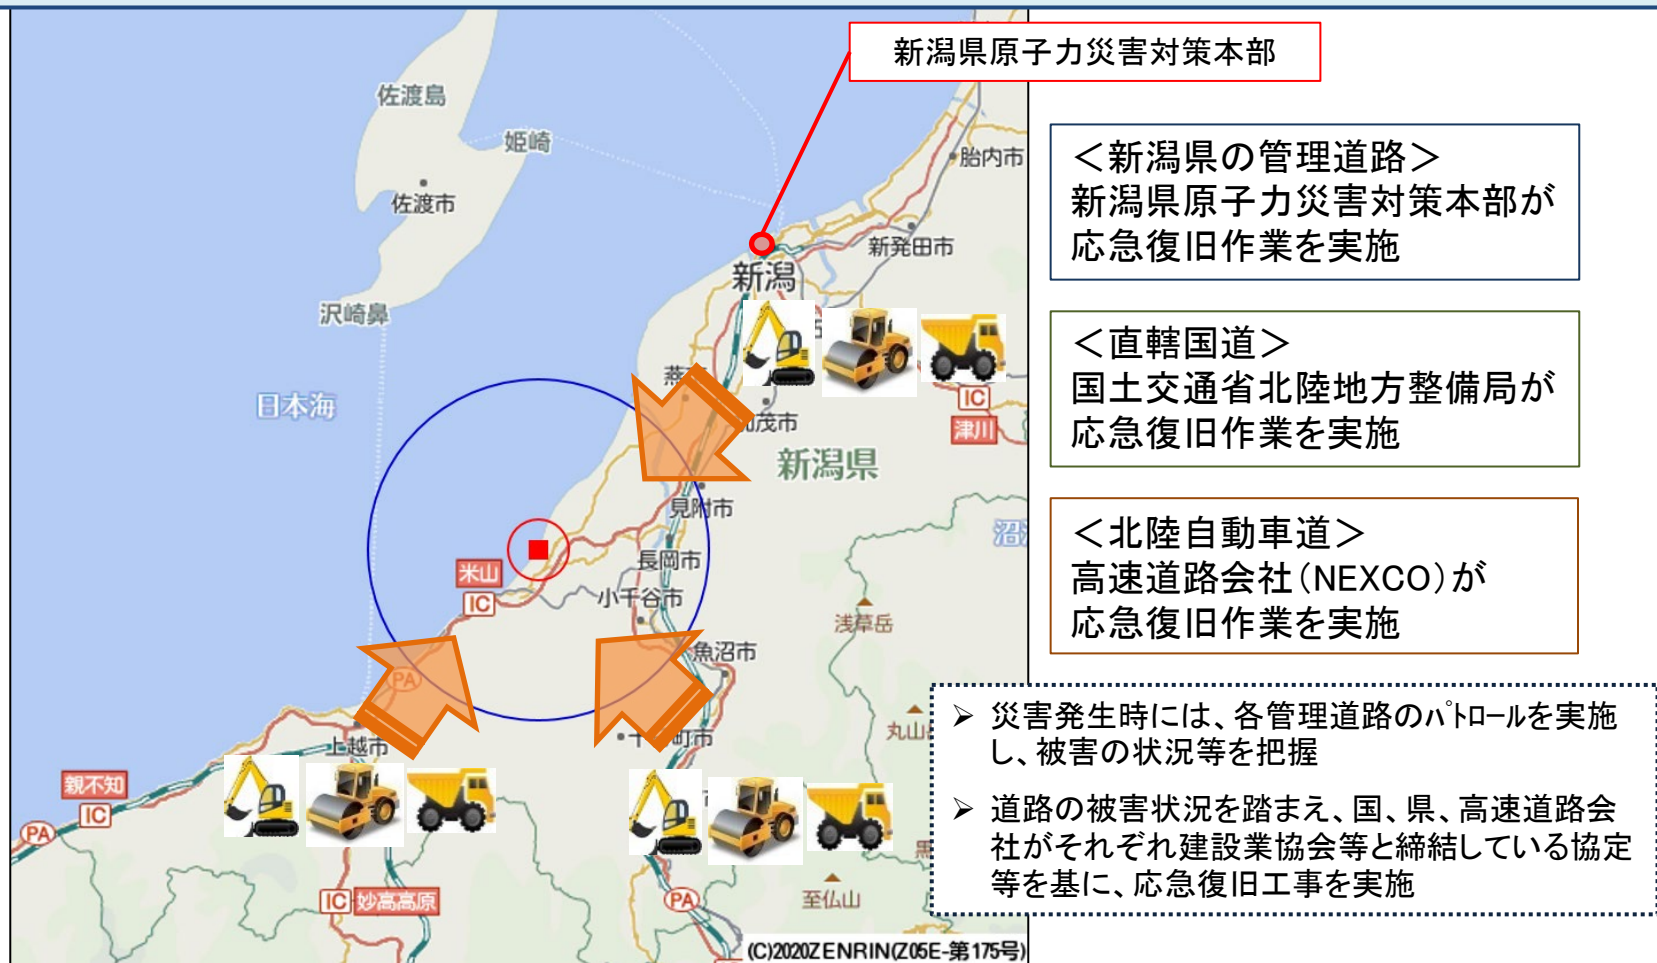 新潟県原子力災害対策本部
佐渡島
姫崎
佐渡市
胎内市
新発田市
新潟
沢崎鼻
日本海
IC
津川
加茂市
新潟県
見附市
長岡市
米山
IC
小千谷市
浅草岳
魚沼市
PA
上越市
親不知
IC
PA
IC 妙高高原
PA
至仏山
(C)2020ZENRIN(Z05E-第175号)
＜新潟県の管理道路＞
新潟県原子力災害対策本部が
応急復旧作業を実施
＜直轄国道＞
国土交通省北陸地方整備局が
応急復旧作業を実施
＜北陸自動車道＞
高速道路会社（NEXCO）が
応急復旧作業を実施
➢ 災害発生時には、各管理道路のﾊﾟﾄﾛｰﾙを実施
し、被害の状況等を把握
➢ 道路の被害状況を踏まえ、国、県、高速道路会
社がそれぞれ建設業協会等と締結している協定
等を基に、応急復旧工事を実施